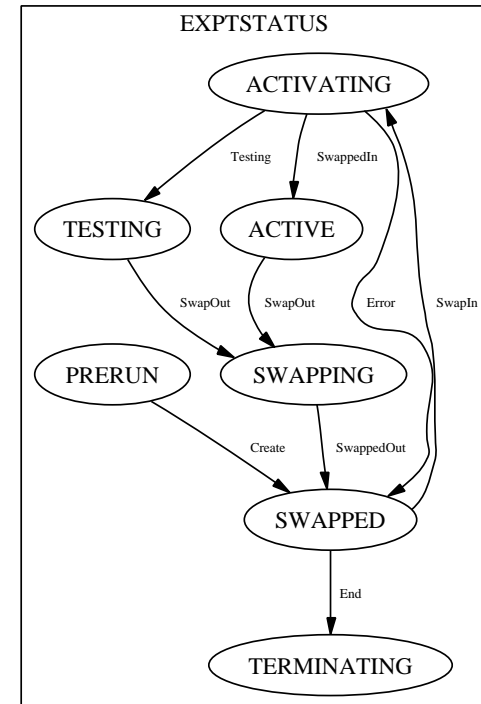 EXPTSTATUS
ACTIVATING
Testing
SwappedIn
TESTING
ACTIVE
SwapOut
SwapOut
Error
SwapIn
PRERUN
SWAPPING
Create
SwappedOut
SWAPPED
End
TERMINATING